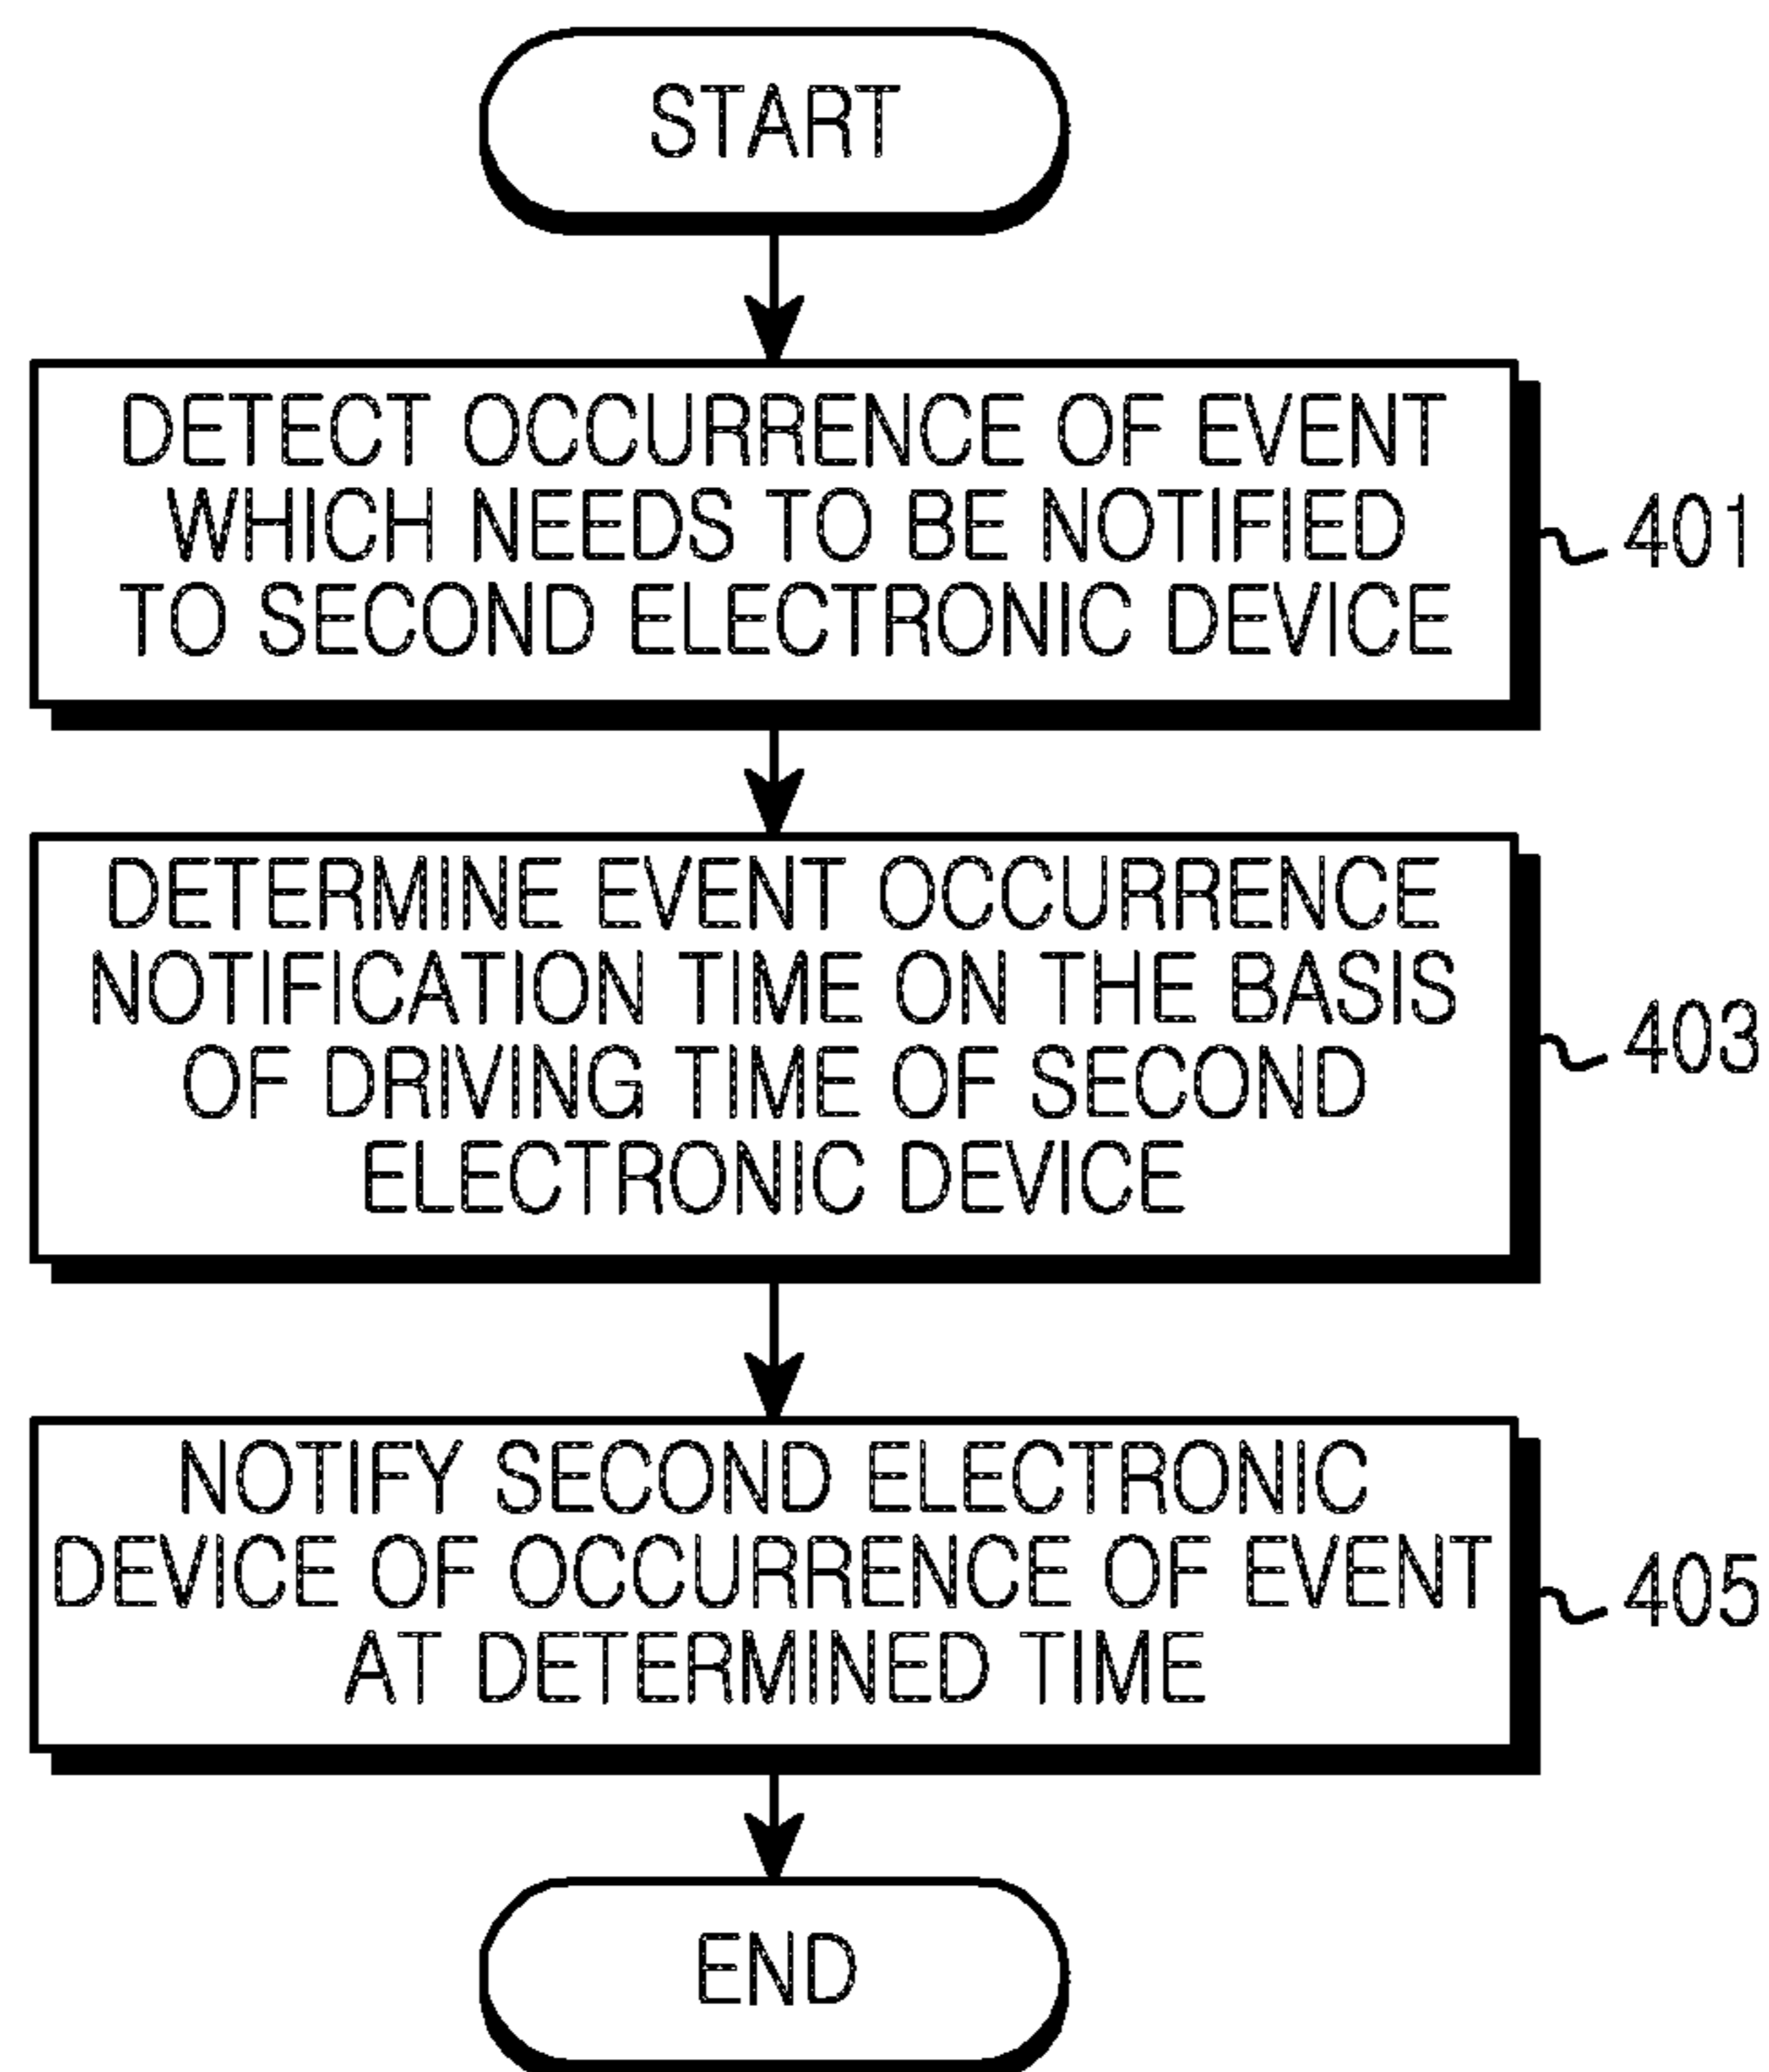 START
DETECT OCCURRENCE OF EVENT
WHICH NEEDS TO BE NOTIFIED
TO SECOND ELECTRONIC DEVICE
401
DETERMINE EVENT OCCURRENCE
NOTIFICATION TIME ON THE BASIS
OF DRIVING TIME OF SECOND
ELECTRONIC DEVICE
403
NOTIFY SECOND ELECTRONIC
DEVICE OF OCCURRENCE OF EVENT
AT DETERMINED TIME
405
END